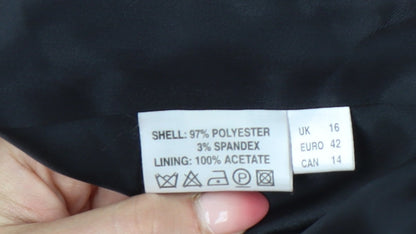 SHELL: 97% POLYESTER
3% SPANDEX
LINING: 100% ACETATE
P
UK 16
EURO 42
CAN 14